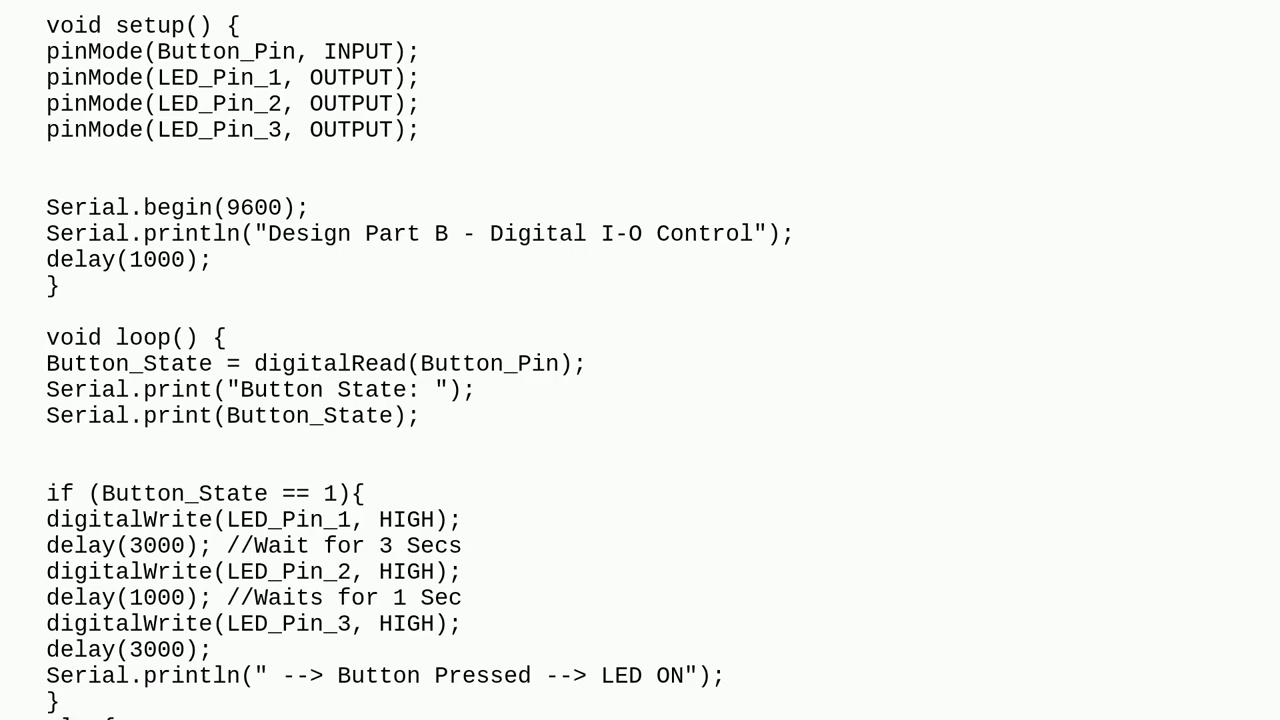 void setup() {
pinMode(Button_Pin, INPUT);
pinMode(LED_Pin_1, OUTPUT);
pinMode(LED_Pin_2, OUTPUT);
pinMode(LED_Pin_3, OUTPUT);
Serial.begin(9600);
Serial.println("Design Part B - Digital I-O Control");
delay(1000);
}
void loop() {
Button_State = digitalRead(Button_Pin);
Serial.print("Button State: ");
Serial.print(Button_State);
if (Button_State == 1){
digitalWrite(LED_Pin_1, HIGH);
delay(3000); //Wait for 3 Secs
digitalWrite(LED_Pin_2, HIGH);
delay(1000); //Waits for 1 Sec
digitalWrite(LED_Pin_3, HIGH);
delay(3000);
Serial.println(" --> Button Pressed --> LED ON");
}